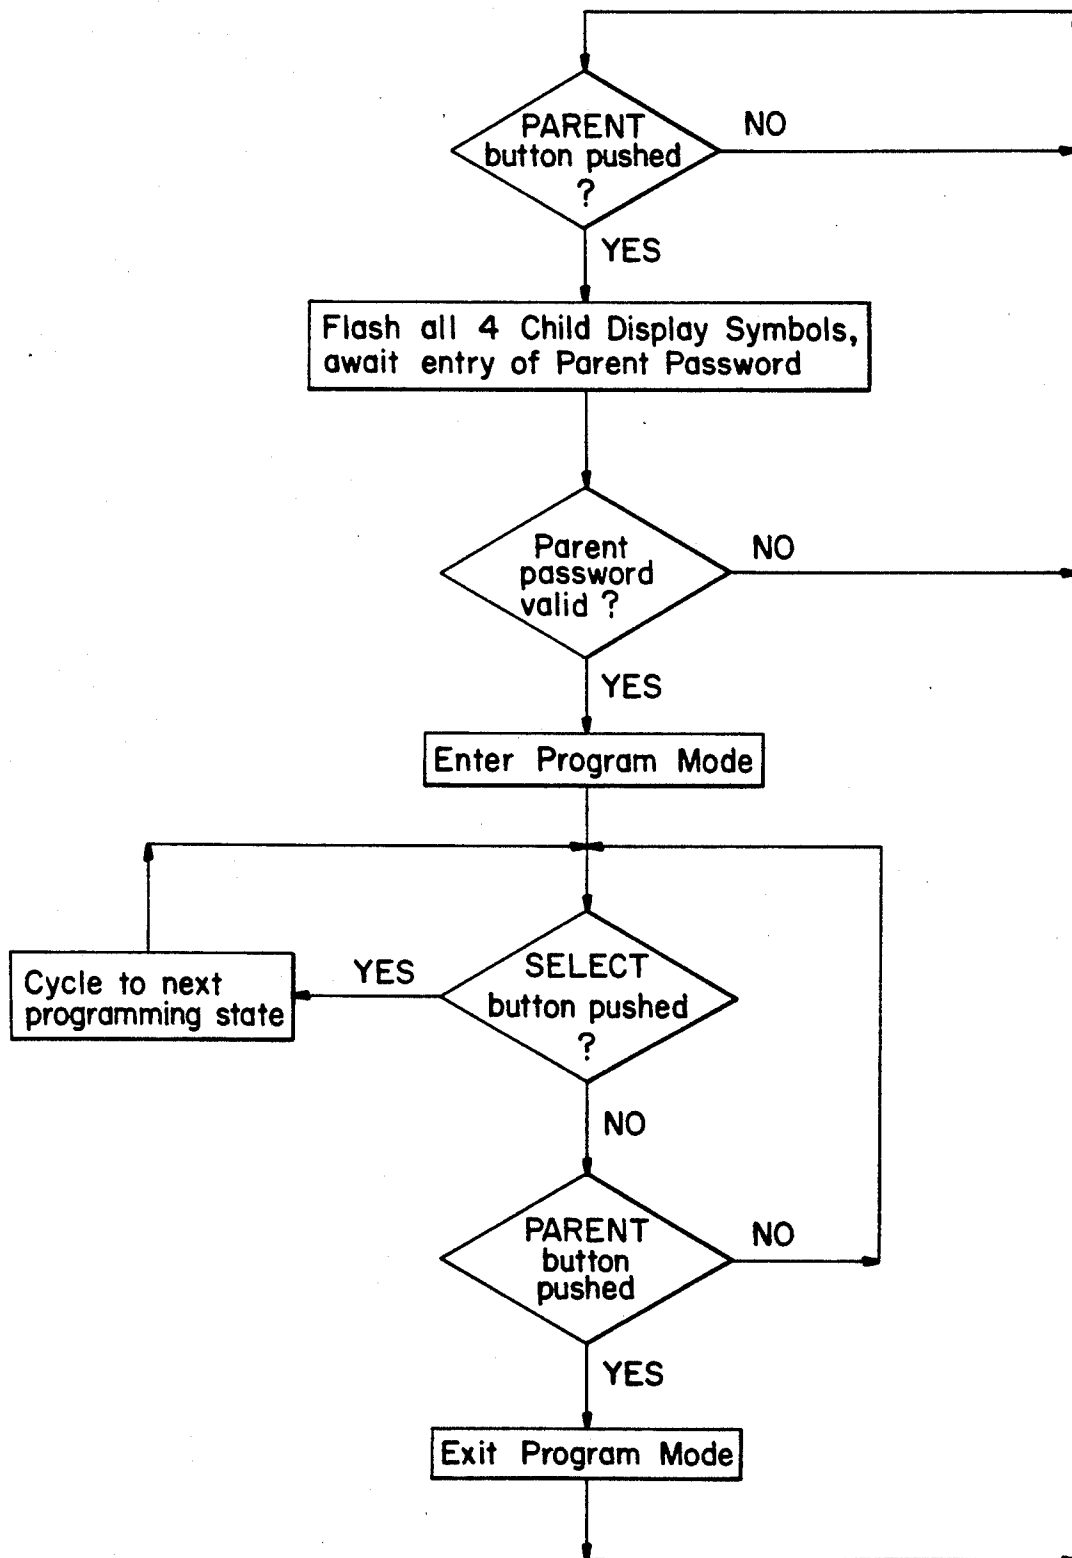 PARENT
button pushed
?
NO
YES
Flash all 4 Child Display Symbols,
await entry of Parent Password
Parent
password
valid ?
NO
YES
Enter Program Mode
Cycle to next
programming state
YES
SELECT
button pushed
?
NO
PARENT
button
pushed
NO
YES
Exit Program Mode